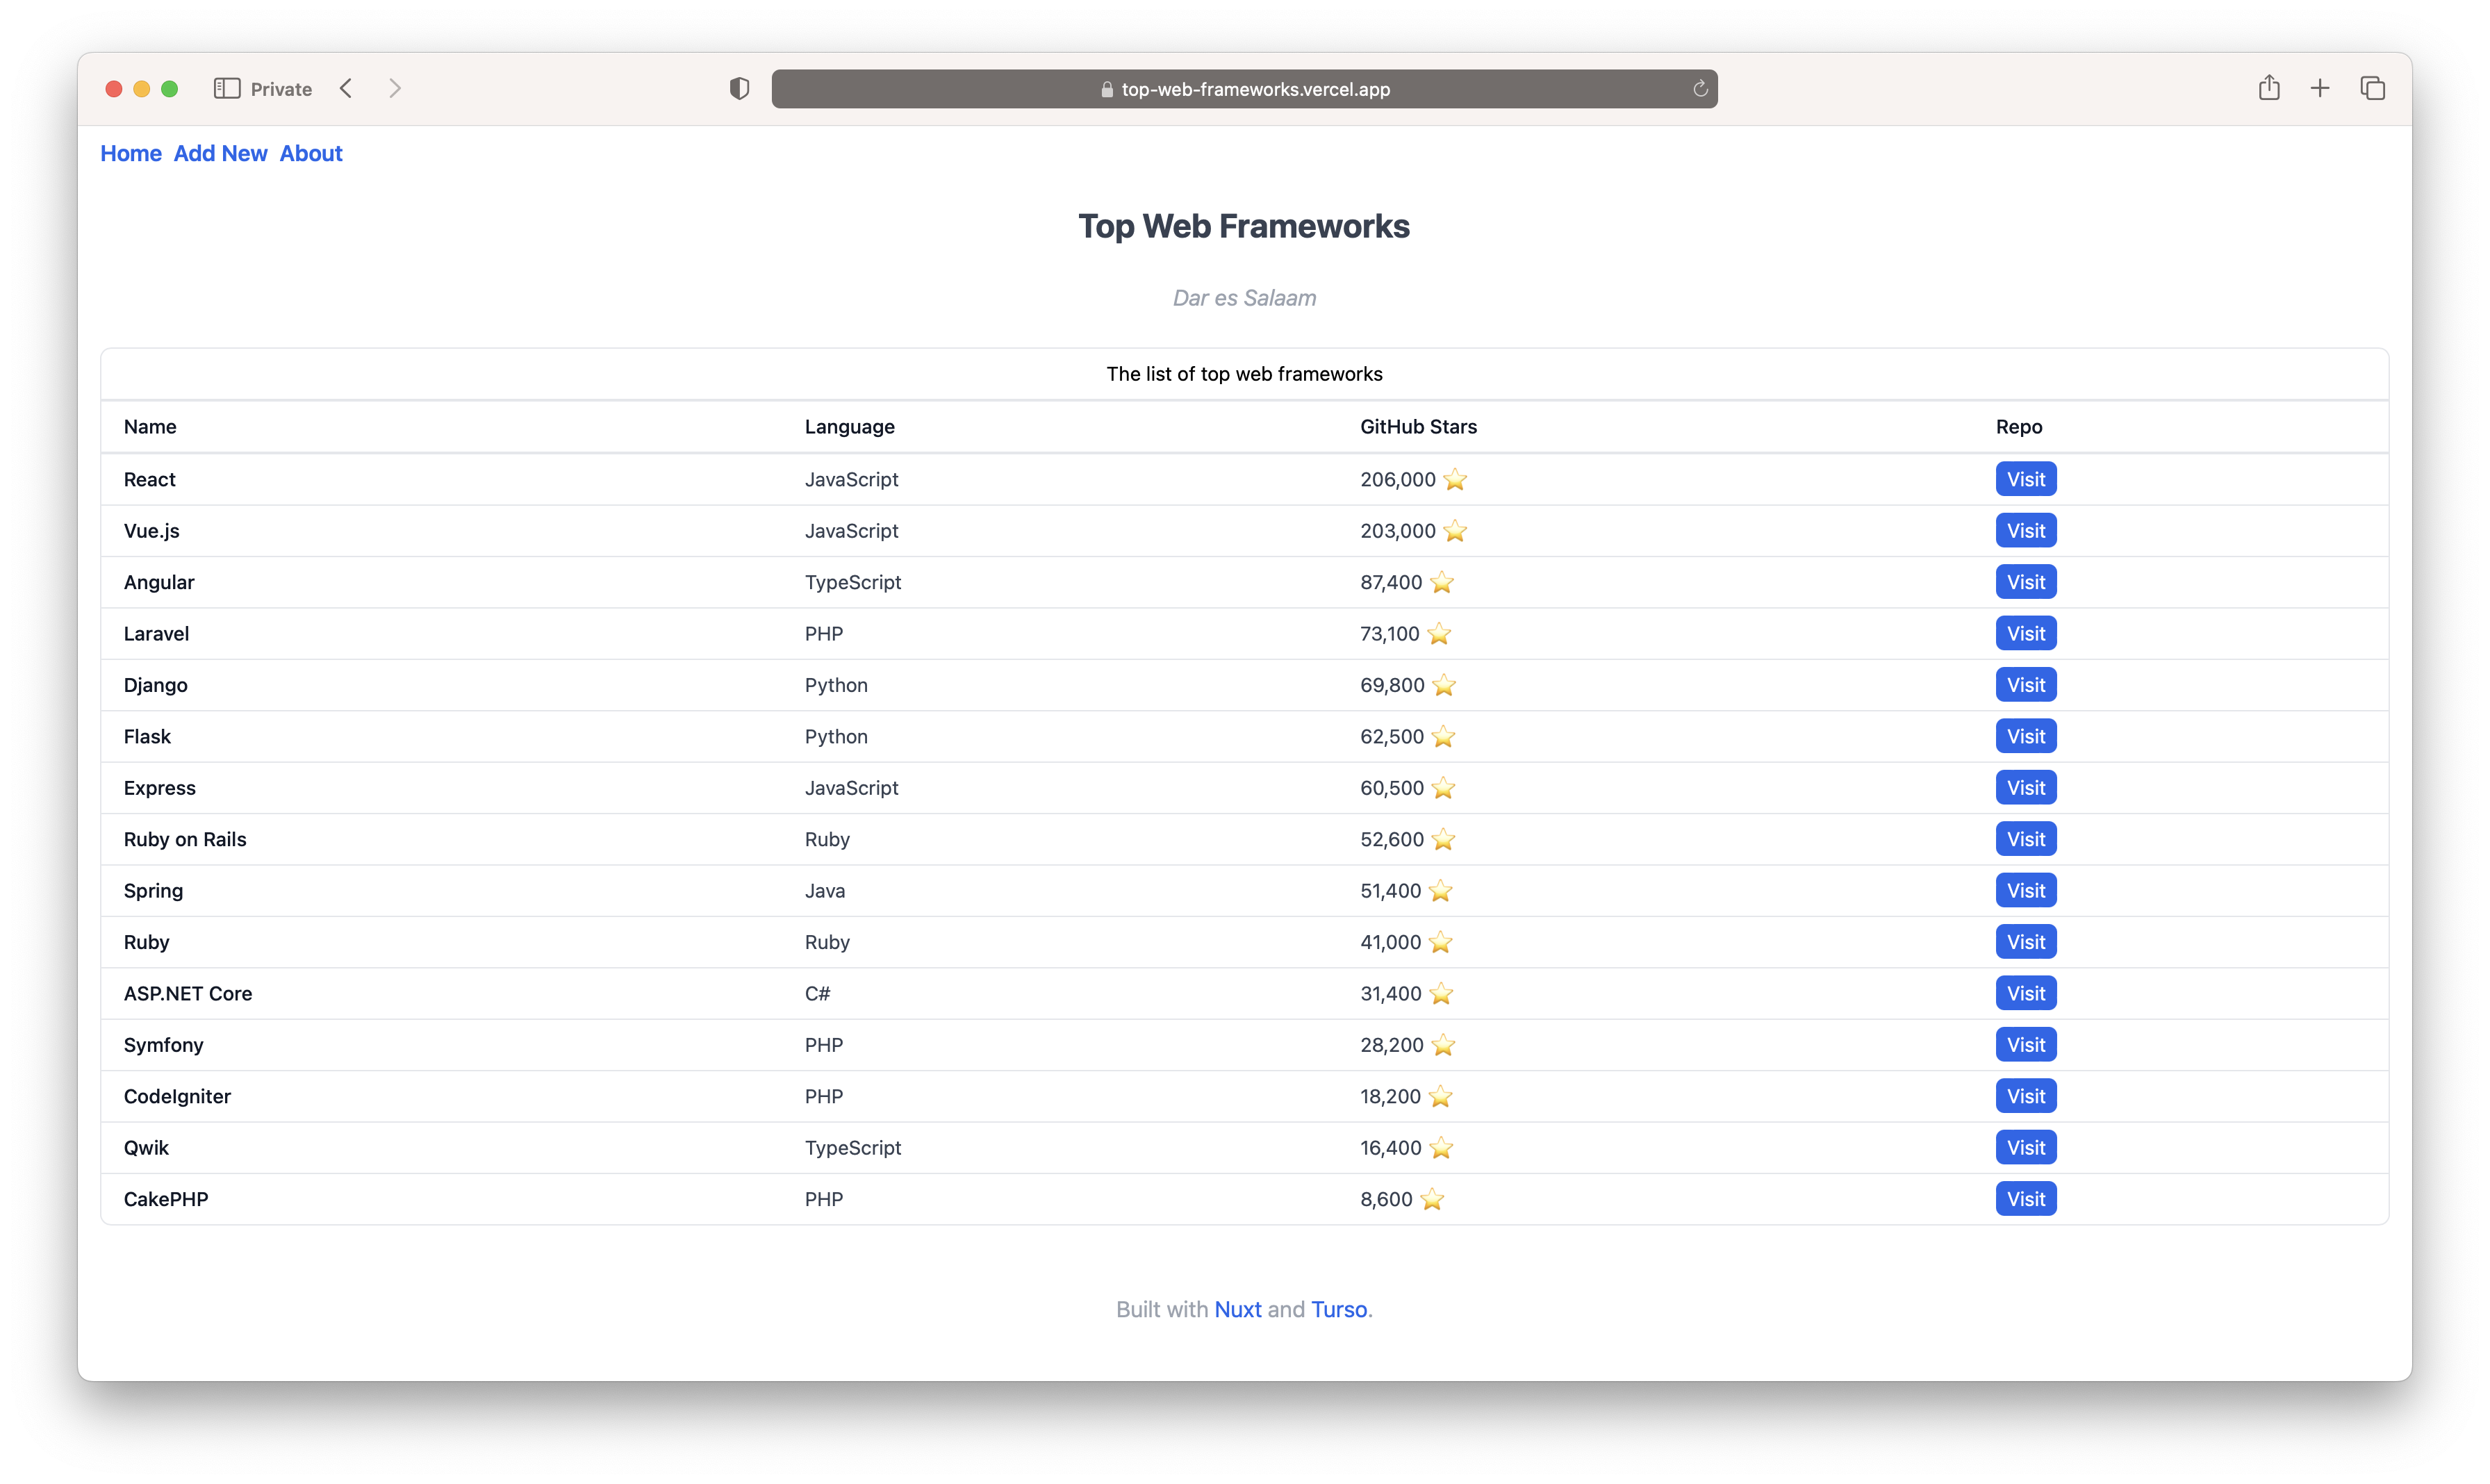 Private
top-web-frameworks.vercel.app
Home Add New About
Top Web Frameworks
Dar es Salaam
The list of top web frameworks
Name Language GitHub Stars Repo
React JavaScript 206,000 ⭐ Visit
Vue.js JavaScript 203,000 ⭐ Visit
Angular TypeScript 87,400 ⭐ Visit
Laravel PHP 73,100 ⭐ Visit
Django Python 69,800 ⭐ Visit
Flask Python 62,500 ⭐ Visit
Express JavaScript 60,500 ⭐ Visit
Ruby on Rails Ruby 52,600 ⭐ Visit
Spring Java 51,400 ⭐ Visit
Ruby Ruby 41,000 ⭐ Visit
ASP.NET Core C# 31,400 ⭐ Visit
Symfony PHP 28,200 ⭐ Visit
CodeIgniter PHP 18,200 ⭐ Visit
Qwik TypeScript 16,400 ⭐ Visit
CakePHP PHP 8,600 ⭐ Visit
Built with Nuxt and Turso.